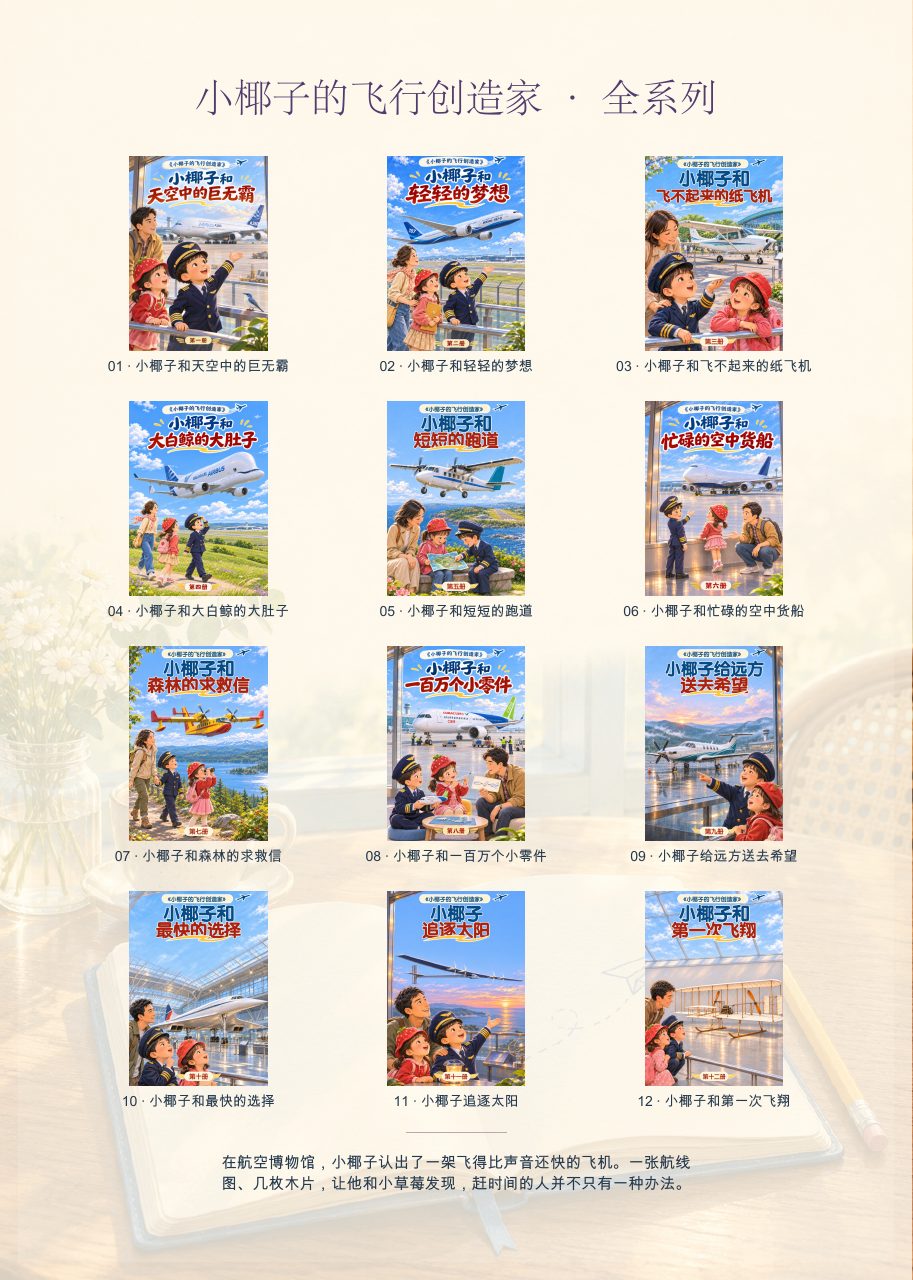 小椰子的飞行创造家 · 全系列
《小椰子的飞行创造家》
小椰子和
天空中的巨无霸
第一册
01 · 小椰子和天空中的巨无霸
《小椰子的飞行创造家》
小椰子和
轻轻的梦想
第二册
02 · 小椰子和轻轻的梦想
《小椰子的飞行创造家》
小椰子和
飞不起来的纸飞机
第三册
03 · 小椰子和飞不起来的纸飞机
《小椰子的飞行创造家》
小椰子和
大白鲸的大肚子
AIRBUS
第四册
04 · 小椰子和大白鲸的大肚子
《小椰子的飞行创造家》
小椰子和
短短的跑道
第五册
05 · 小椰子和短短的跑道
《小椰子的飞行创造家》
小椰子和
忙碌的空中货船
第六册
06 · 小椰子和忙碌的空中货船
《小椰子的飞行创造家》
小椰子和
森林的求救信
第七册
07 · 小椰子和森林的求救信
《小椰子的飞行创造家》
小椰子和
一百万个小零件
第八册
08 · 小椰子和一百万个小零件
《小椰子的飞行创造家》
小椰子给远方
送去希望
第九册
09 · 小椰子给远方送去希望
《小椰子的飞行创造家》
小椰子和
最快的选择
第十册
10 · 小椰子和最快的选择
《小椰子的飞行创造家》
小椰子
追逐太阳
第十一册
11 · 小椰子追逐太阳
《小椰子的飞行创造家》
小椰子和
第一次飞翔
第十二册
12 · 小椰子和第一次飞翔
在航空博物馆，小椰子认出了一架飞得比声音还快的飞机。一张航线
图、几枚木片，让他和小草莓发现，赶时间的人并不只有一种办法。